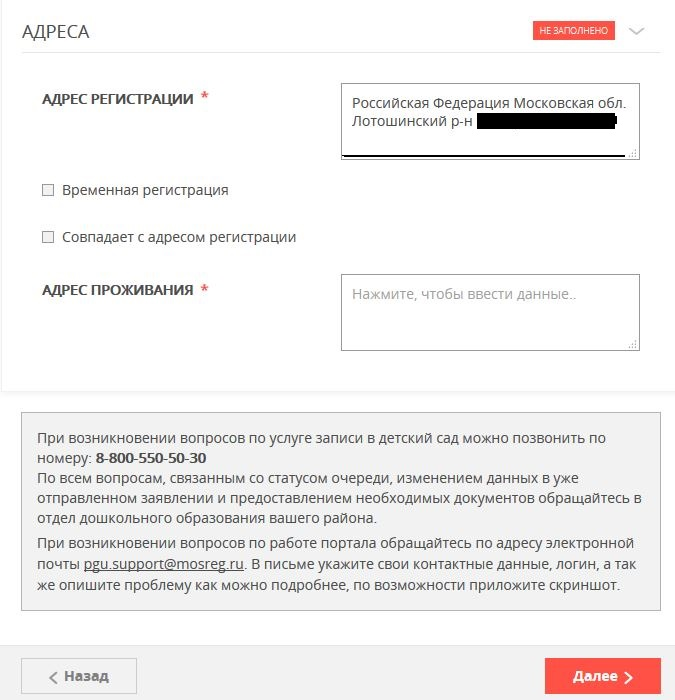 АДРЕСА
НЕ ЗАПОЛНЕНО
АДРЕС РЕГИСТРАЦИИ *
Российская Федерация Московская обл.
Лотошинский р-н
Временная регистрация
Совпадает с адресом регистрации
АДРЕС ПРОЖИВАНИЯ *
Нажмите, чтобы ввести данные..
При возникновении вопросов по услуге записи в детский сад можно позвонить по
номеру: 8-800-550-50-30
По всем вопросам, связанным со статусом очереди, изменением данных в уже
отправленном заявлении и предоставлением необходимых документов обращайтесь в
отдел дошкольного образования вашего района.
При возникновении вопросов по работе портала обращайтесь по адресу электронной
почты pgu.support@mosreg.ru. В письме укажите свои контактные данные, логин, а так
же опишите проблему как можно подробнее, по возможности приложите скриншот.
Назад
Далее